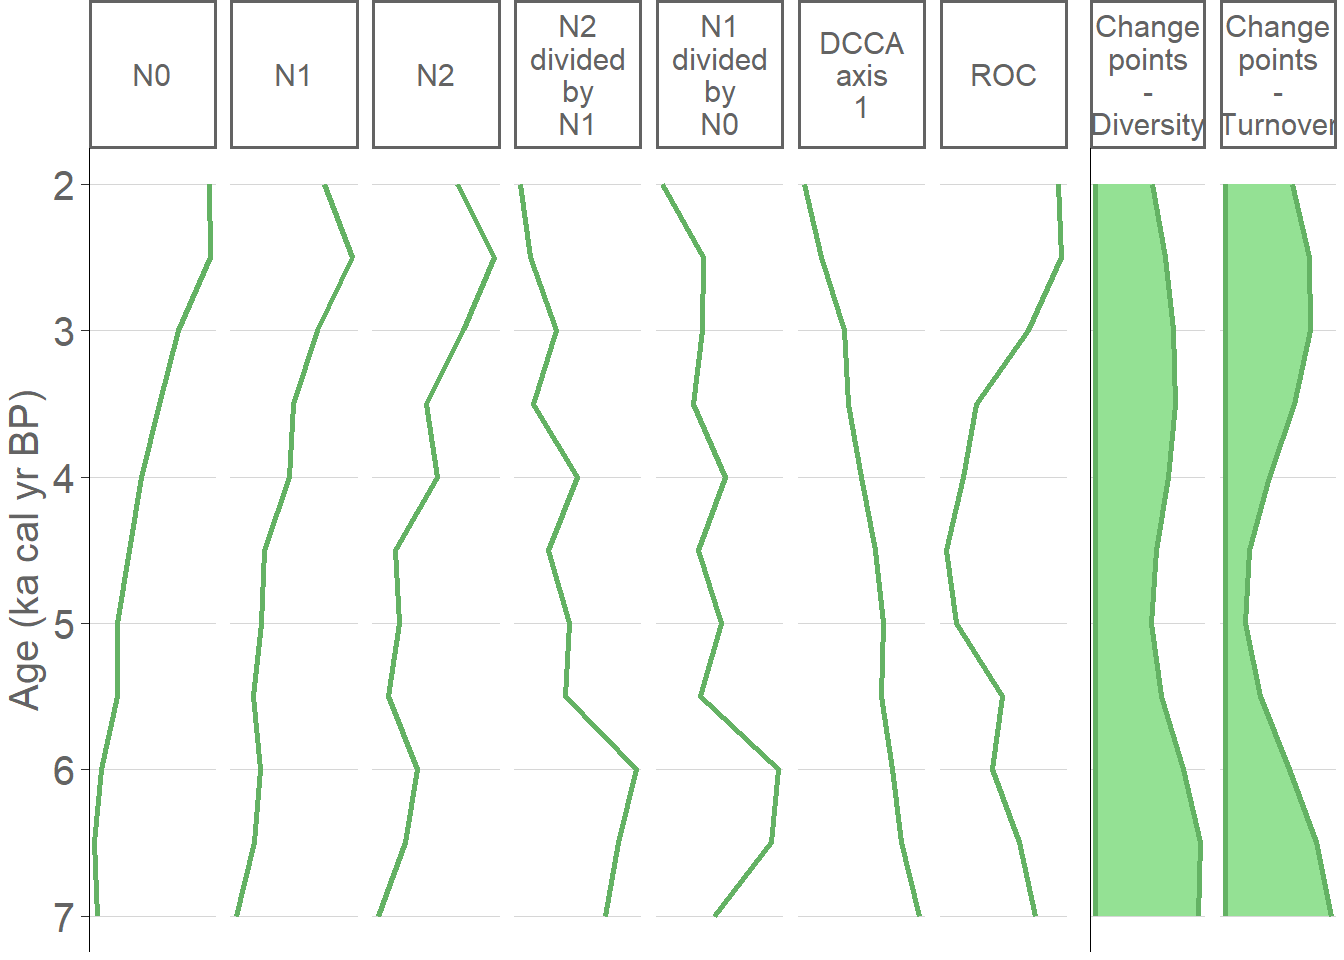 N0
N1
N2
N2
divided
by
N1
N1
divided
by
N0
DCCA
axis
1
ROC
Change
points
-
Diversity
Change
points
-
Turnover
Age (ka cal yr BP)
2
3
4
5
6
7